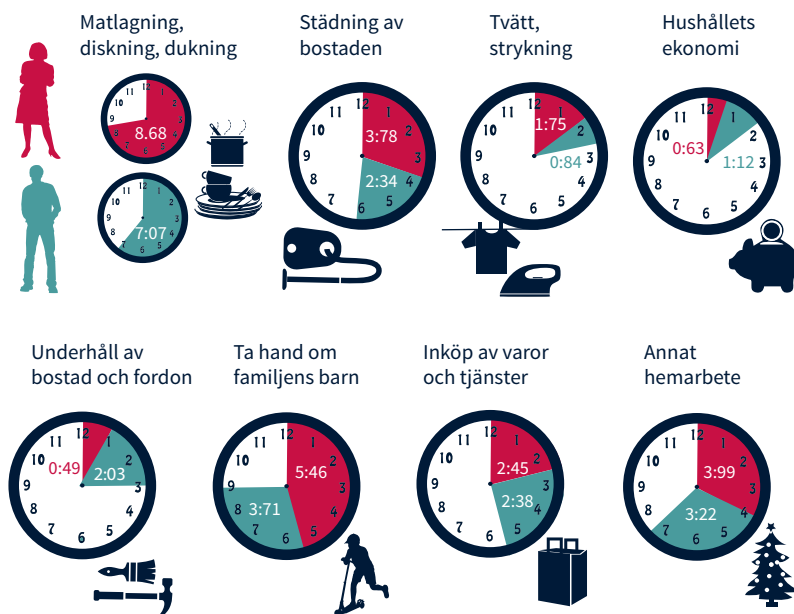 Matlagning,
diskning, dukning
8.68
7:07
Städning av
bostaden
3:78
2:34
Tvätt,
strykning
1:75
0:84
Hushållets
ekonomi
0:63
1:12
Underhåll av
bostad och fordon
0:49
2:03
Ta hand om
familjens barn
5:46
3:71
Inköp av varor
och tjänster
2:45
2:38
Annat
hemarbete
3:99
3:22